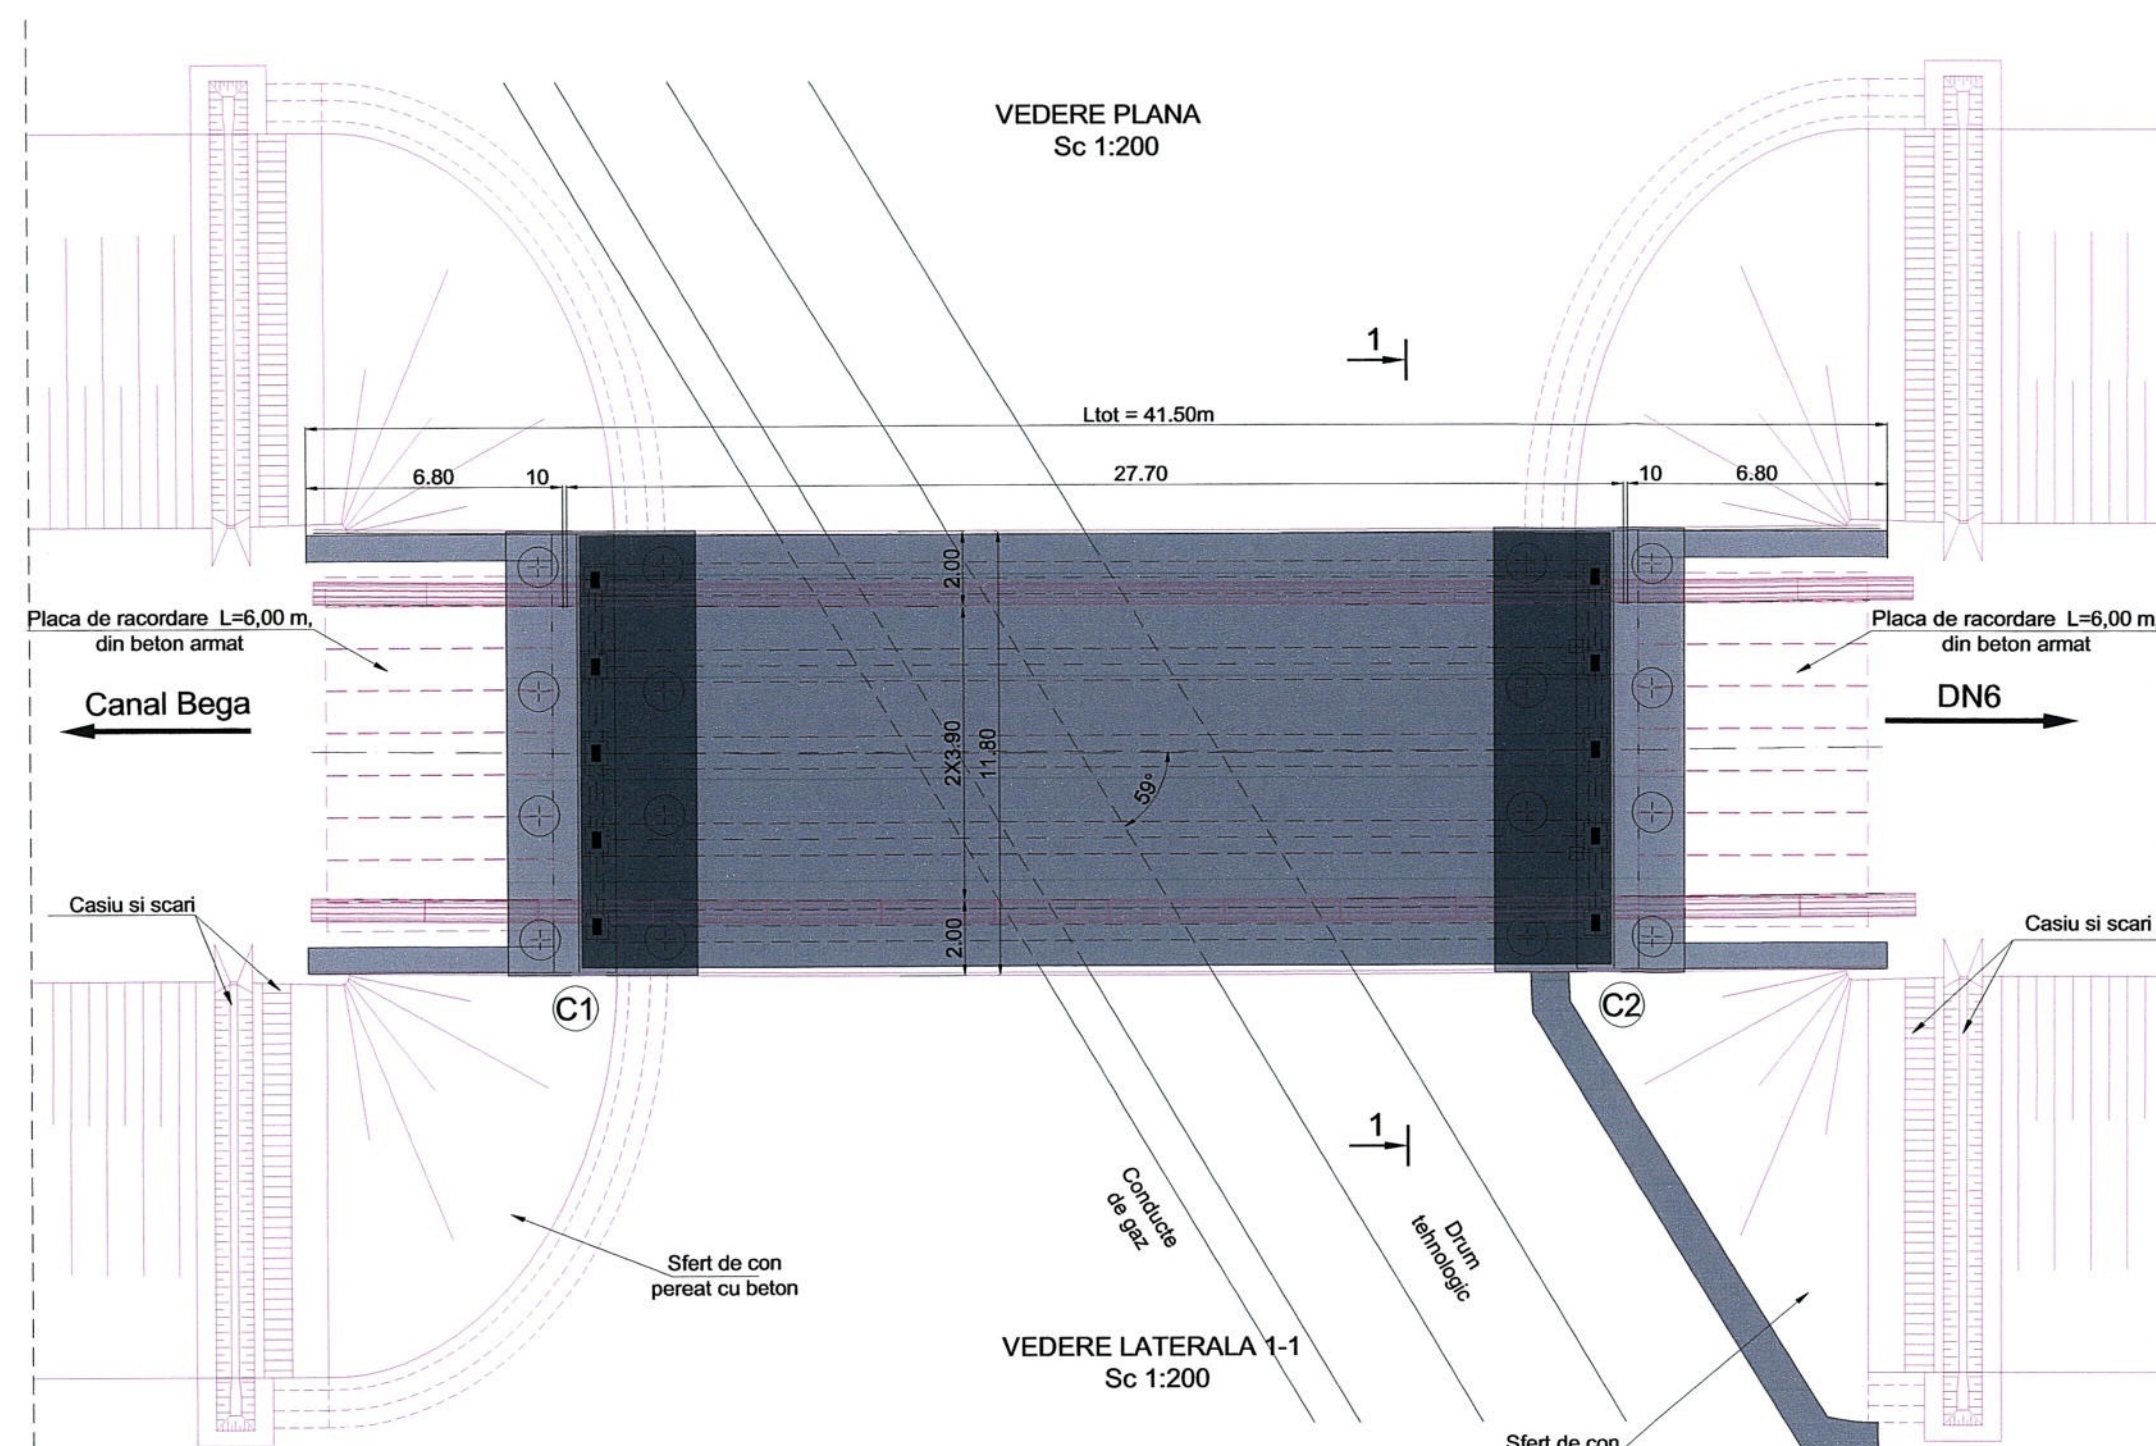 VEDERE PLANA
Sc 1:200
1
Ltot = 41.50m
6.80
10
27.70
10
6.80
2.00
Placa de racordare L=6,00 m,
din beton armat
Placa de racordare L=6,00 m
din beton armat
Canal Bega
DN6
2X3.90
11.80
59°
Casiu si scari
2.00
Casiu si scari
C1
C2
1
Conducte
de gaz
Drum
tehnologic
Sfert de con
pereat cu beton
VEDERE LATERALA 1-1
Sc 1:200
Sfert de con